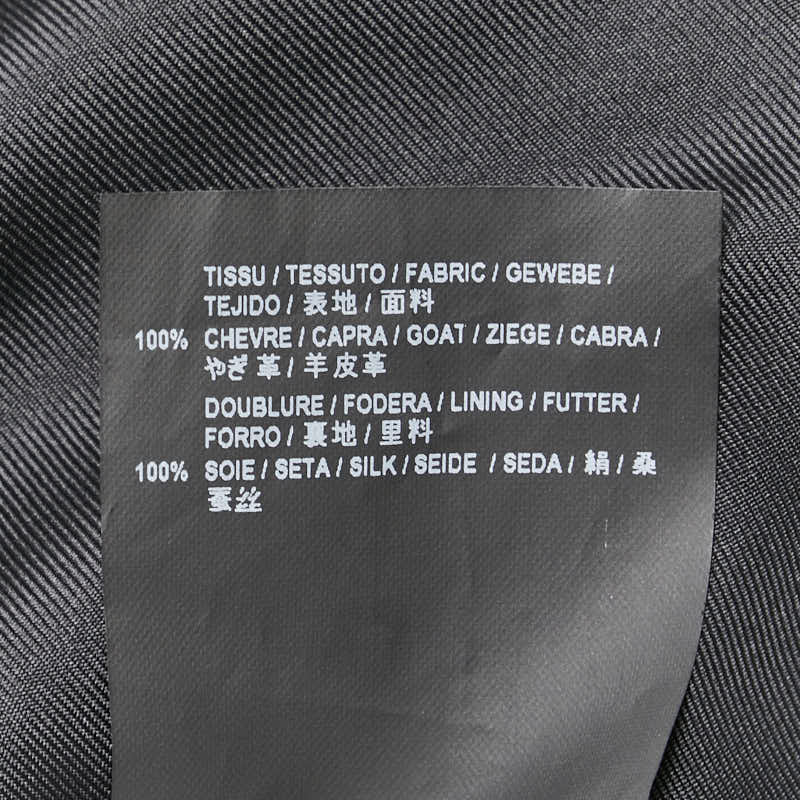 TISSU / TESSUTO / FABRIC / GEWEBE /
TEJIDO / 表地 / 面料
100% CHEVRE / CAPRA / GOAT / ZIEGE / CABRA /
やぎ革 / 羊皮革
DOUBLURE / FODERA / LINING / FUTTER /
FORRO / 裏地 / 里料
100% SOIE / SETA / SILK / SEIDE / SEDA / 絹 / 桑
蚕丝